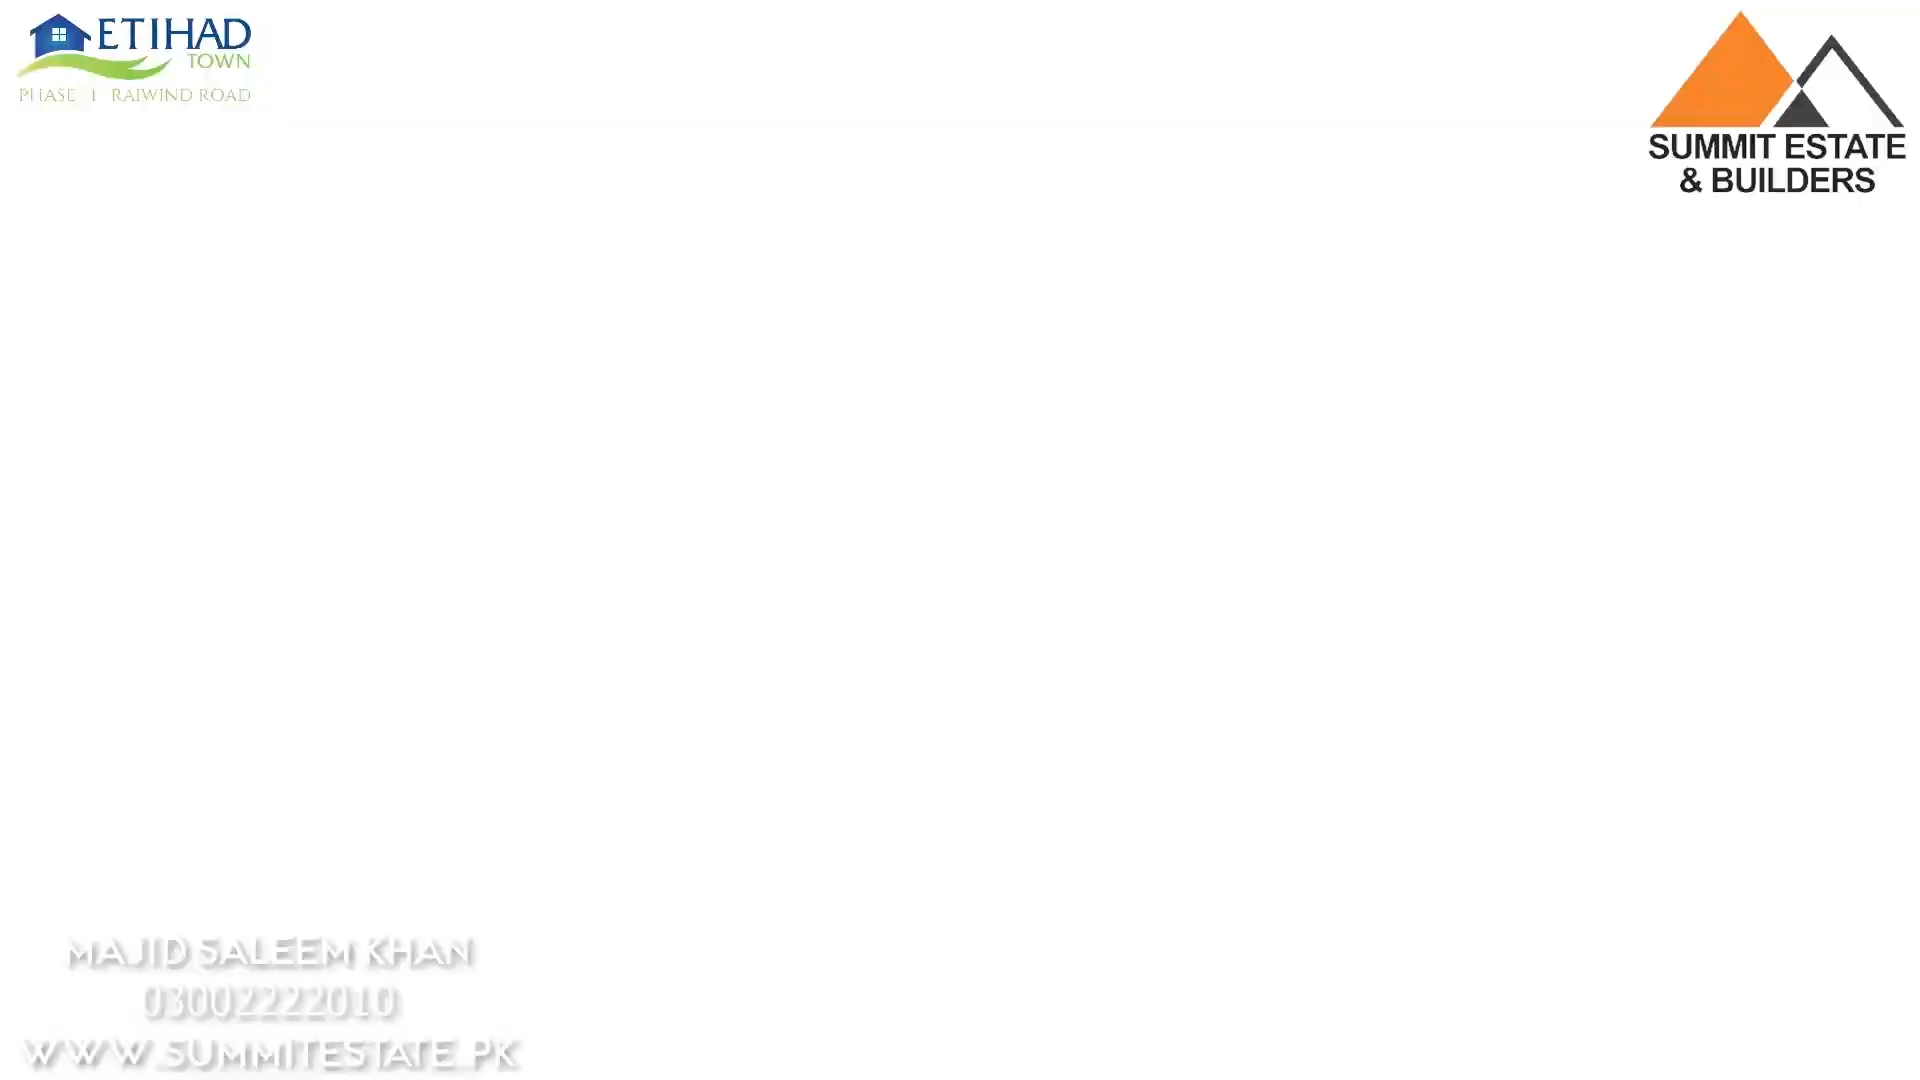 ETIHAD
TOWN
PHASE I RAIWIND ROAD
SUMMIT ESTATE
& BUILDERS
MAJID SALEEM KHAN
03002222010
WWW.SUMMITESTATE.PK